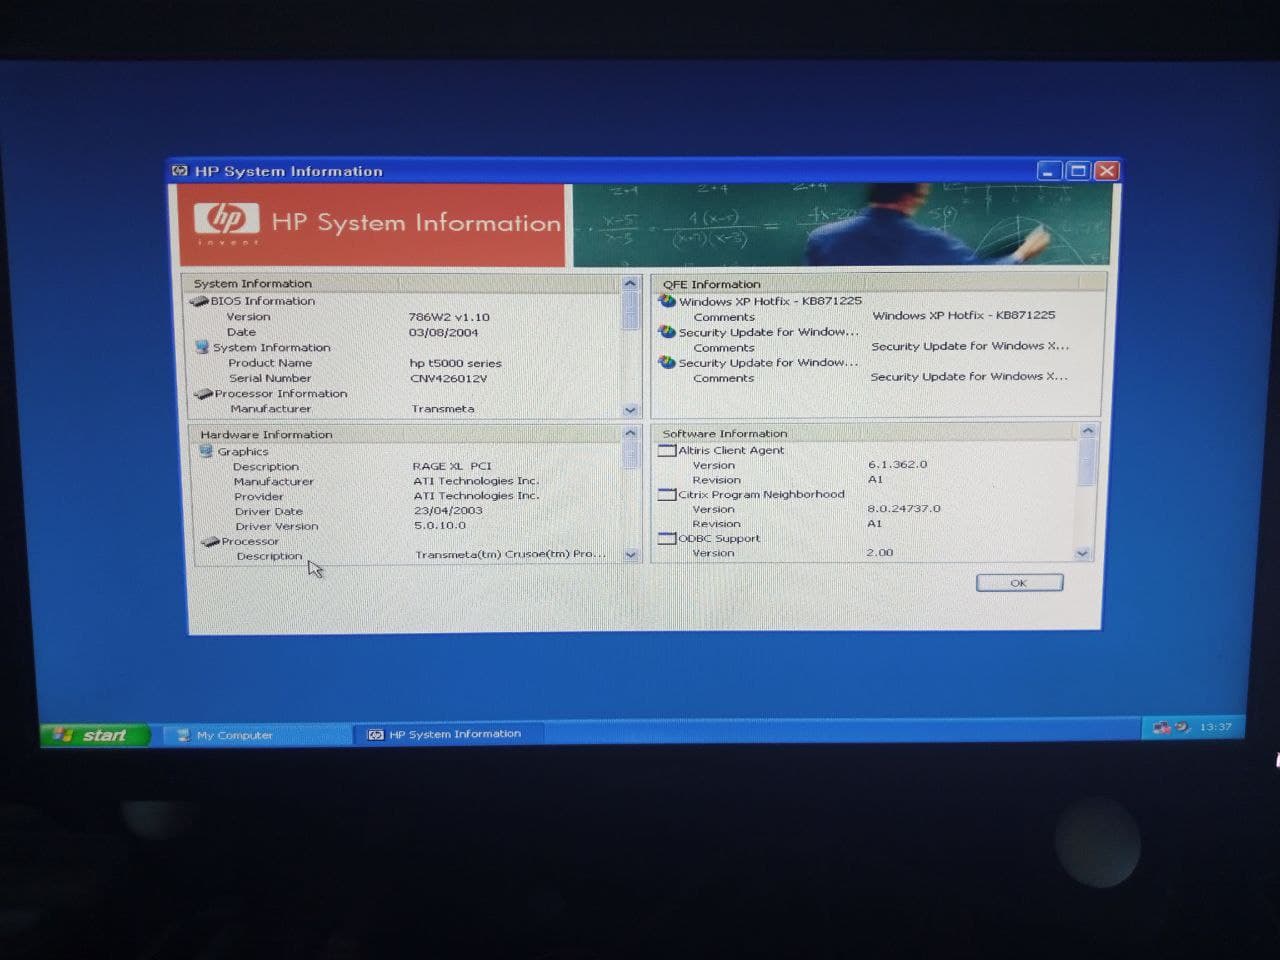 HP System Information
hp
invent
HP System Information
z+4
z+4
z+4
x-5
x-5
=
System Information
BIOS Information
Version 786W2 v1.10
Date 03/08/2004
System Information
Product Name hp t5000 series
Serial Number CNV426012V
Processor Information
Manufacturer Transmeta
QFE Information
Windows XP Hotfix - KB871225
Comments Windows XP Hotfix - KB871225
Security Update for Window...
Comments Security Update for Windows X...
Security Update for Window...
Comments Security Update for Windows X...
Hardware Information
Graphics
Description RAGE XL PCI
Manufacturer ATI Technologies Inc.
Provider ATI Technologies Inc.
Driver Date 23/04/2003
Driver Version 5.0.10.0
Processor
Description Transmeta(tm) Crusoe(tm) Pro...
Software Information
Altiris Client Agent
Version 6.1.362.0
Revision A1
Citrix Program Neighborhood
Version 8.0.24737.0
Revision A1
ODBC Support
Version 2.00
OK
start
My Computer
HP System Information
13:37